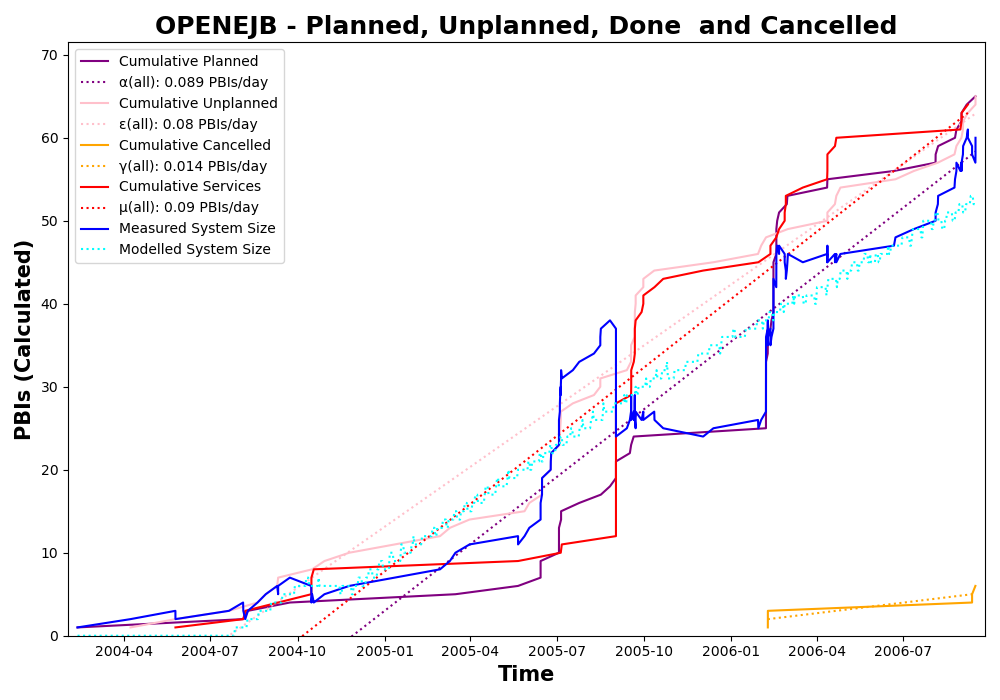 OPENEJB - Planned, Unplanned, Done  and Cancelled
PBIs (Calculated)
70
60
50
40
30
20
10
0
Cumulative Planned
α(all): 0.089 PBIs/day
Cumulative Unplanned
ε(all): 0.08 PBIs/day
Cumulative Cancelled
γ(all): 0.014 PBIs/day
Cumulative Services
μ(all): 0.09 PBIs/day
Measured System Size
Modelled System Size
2004-04 2004-07 2004-10 2005-01 2005-04 2005-07 2005-10 2006-01 2006-04 2006-07
Time